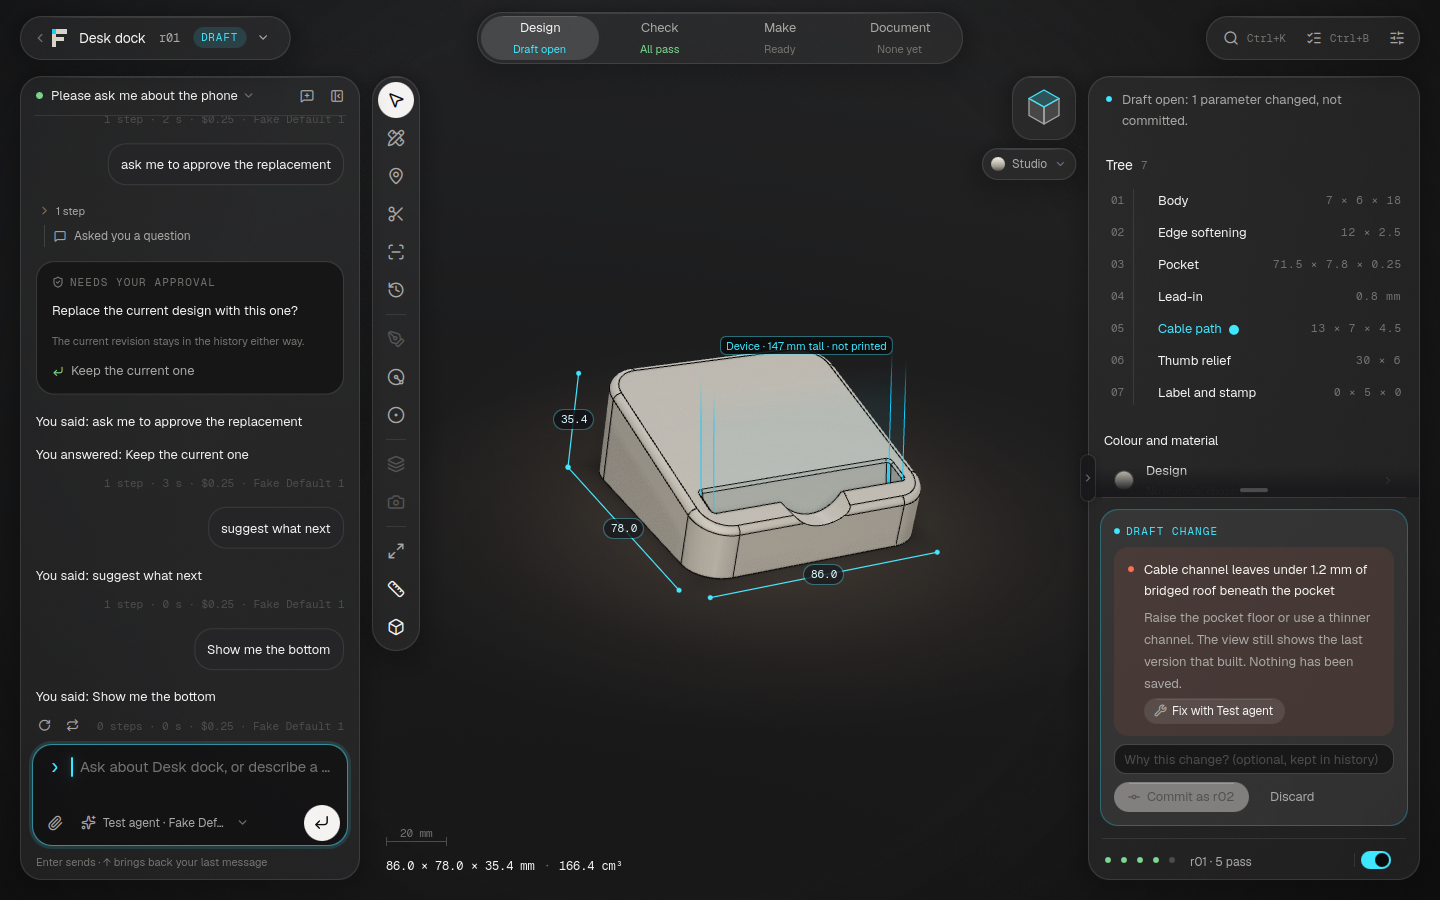 Desk dock r01 DRAFT
Design
Draft open
Check
All pass
Make
Ready
Document
None yet
Ctrl+K
Ctrl+B
Please ask me about the phone
1 step · 2 s · $0.25 · Fake Default 1
ask me to approve the replacement
1 step
Asked you a question
NEEDS YOUR APPROVAL
Replace the current design with this one?
The current revision stays in the history either way.
Keep the current one
You said: ask me to approve the replacement
You answered: Keep the current one
1 step · 3 s · $0.25 · Fake Default 1
suggest what next
You said: suggest what next
1 step · 0 s · $0.25 · Fake Default 1
Show me the bottom
You said: Show me the bottom
0 steps · 0 s · $0.25 · Fake Default 1
Ask about Desk dock, or describe a ...
Test agent · Fake Def...
Enter sends · ↑ brings back your last message
Studio
Device · 147 mm tall · not printed
35.4
78.0
86.0
20 mm
86.0 × 78.0 × 35.4 mm · 166.4 cm³
Draft open: 1 parameter changed, not
committed.
Tree 7
01 Body 7 × 6 × 18
02 Edge softening 12 × 2.5
03 Pocket 71.5 × 7.8 × 0.25
04 Lead-in 0.8 mm
05 Cable path 13 × 7 × 4.5
06 Thumb relief 30 × 6
07 Label and stamp 0 × 5 × 0
Colour and material
Design
DRAFT CHANGE
Cable channel leaves under 1.2 mm of
bridged roof beneath the pocket
Raise the pocket floor or use a thinner
channel. The view still shows the last
version that built. Nothing has been
saved.
Fix with Test agent
Why this change? (optional, kept in history)
Commit as r02
Discard
r01 · 5 pass